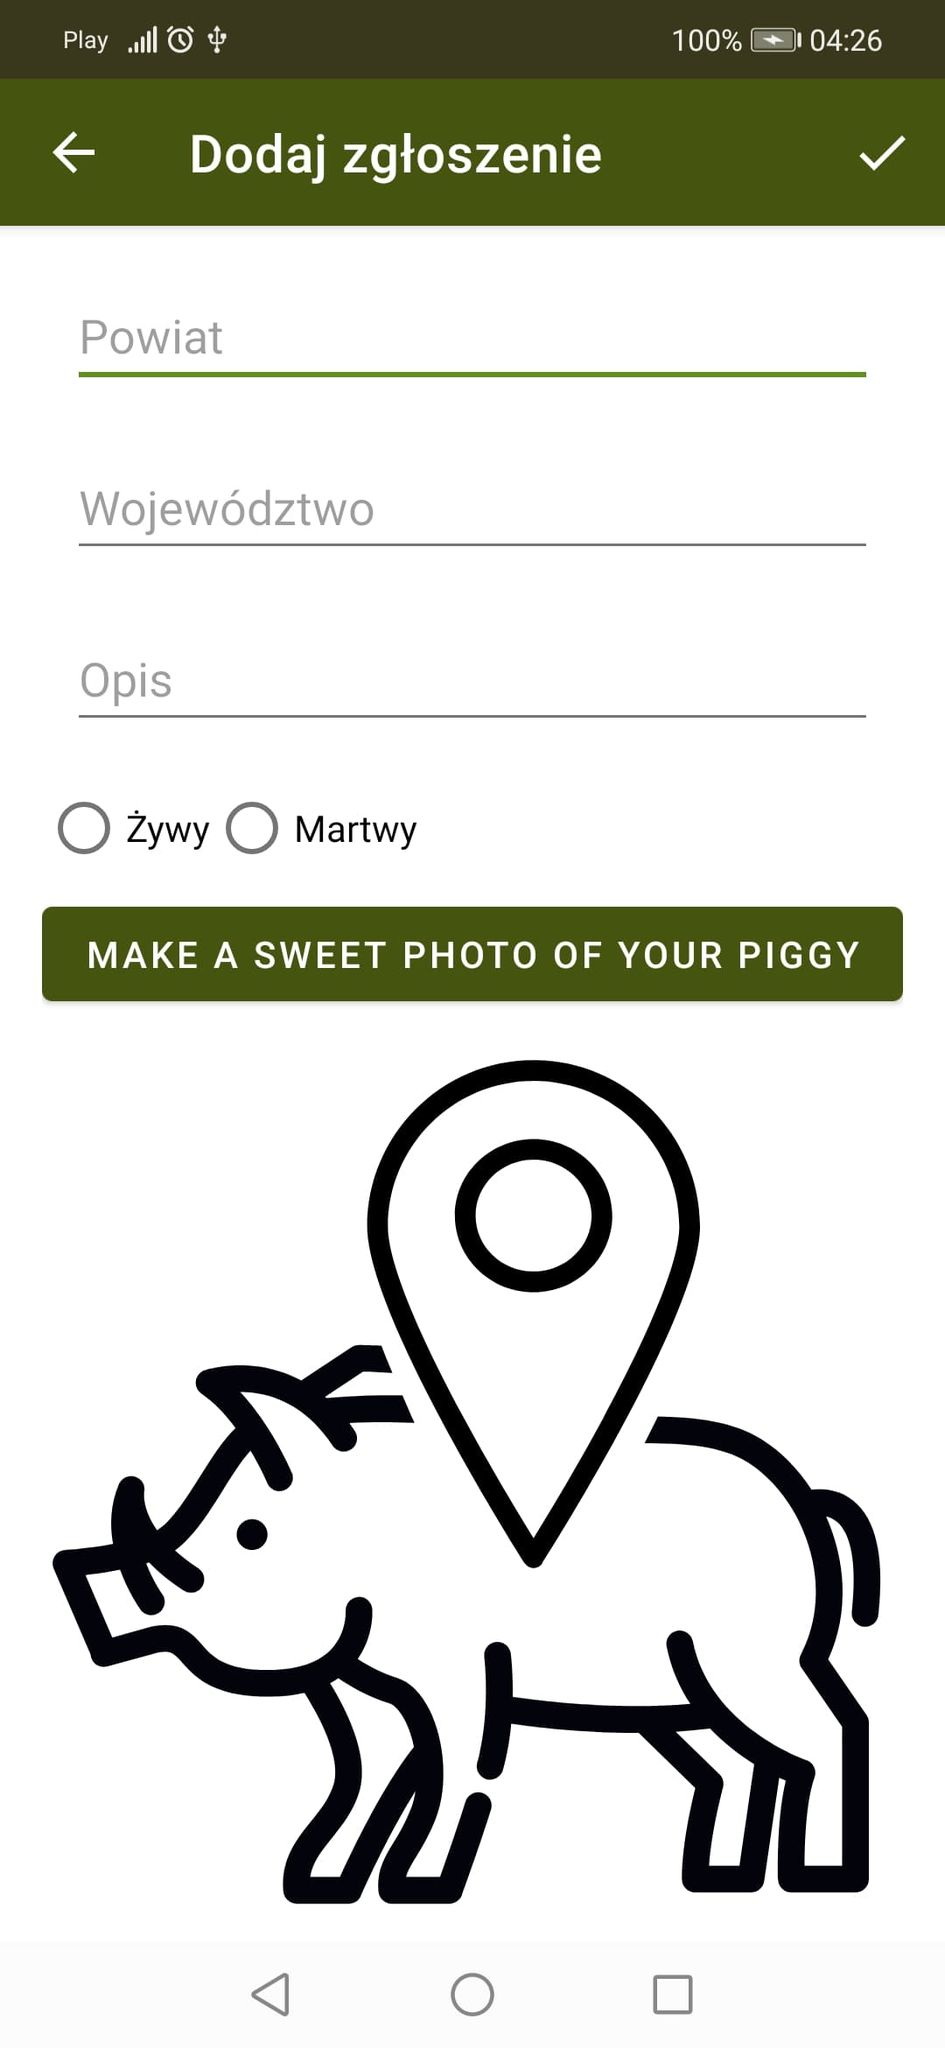 Play 100% 04:26
Dodaj zgłoszenie
Powiat
Województwo
Opis
Żywy Martwy
MAKE A SWEET PHOTO OF YOUR PIGGY